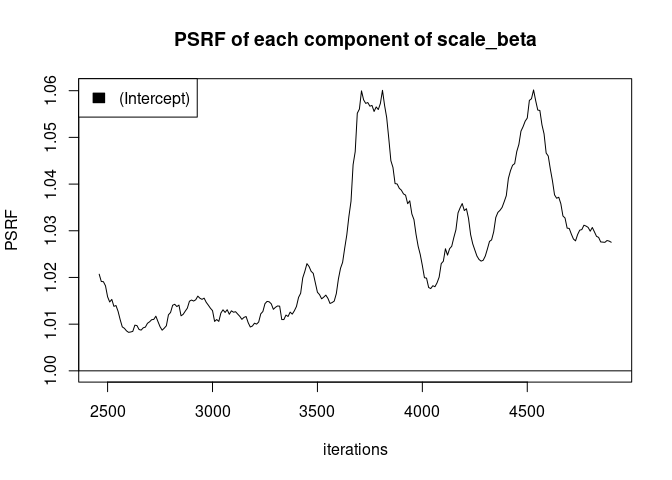 PSRF of each component of scale_beta
(Intercept)
PSRF
1.06
1.05
1.04
1.03
1.02
1.01
1.00
2500 3000 3500 4000 4500
iterations